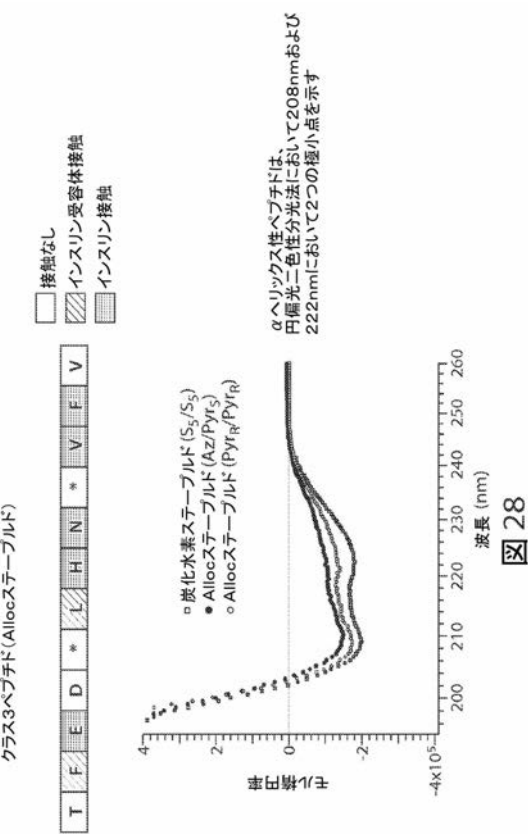 クラス3ペプチド(Allocステープルド)
T F E D * L H N * V F V
接触なし
インスリン受容体接触
インスリン接触
炭化水素ステープルド(S5/S5)
Allocステープルド(Az/PyrS)
Allocステープルド(PyrR/PyrR)
αヘリックス性ペプチドは、
円偏光二色性分光法において208nmおよび
222nmにおいて2つの極小点を示す
モル楕円率
4
2
0
-2
-4x10⁵
200 210 220 230 240 250 260
波長 (nm)
図 28